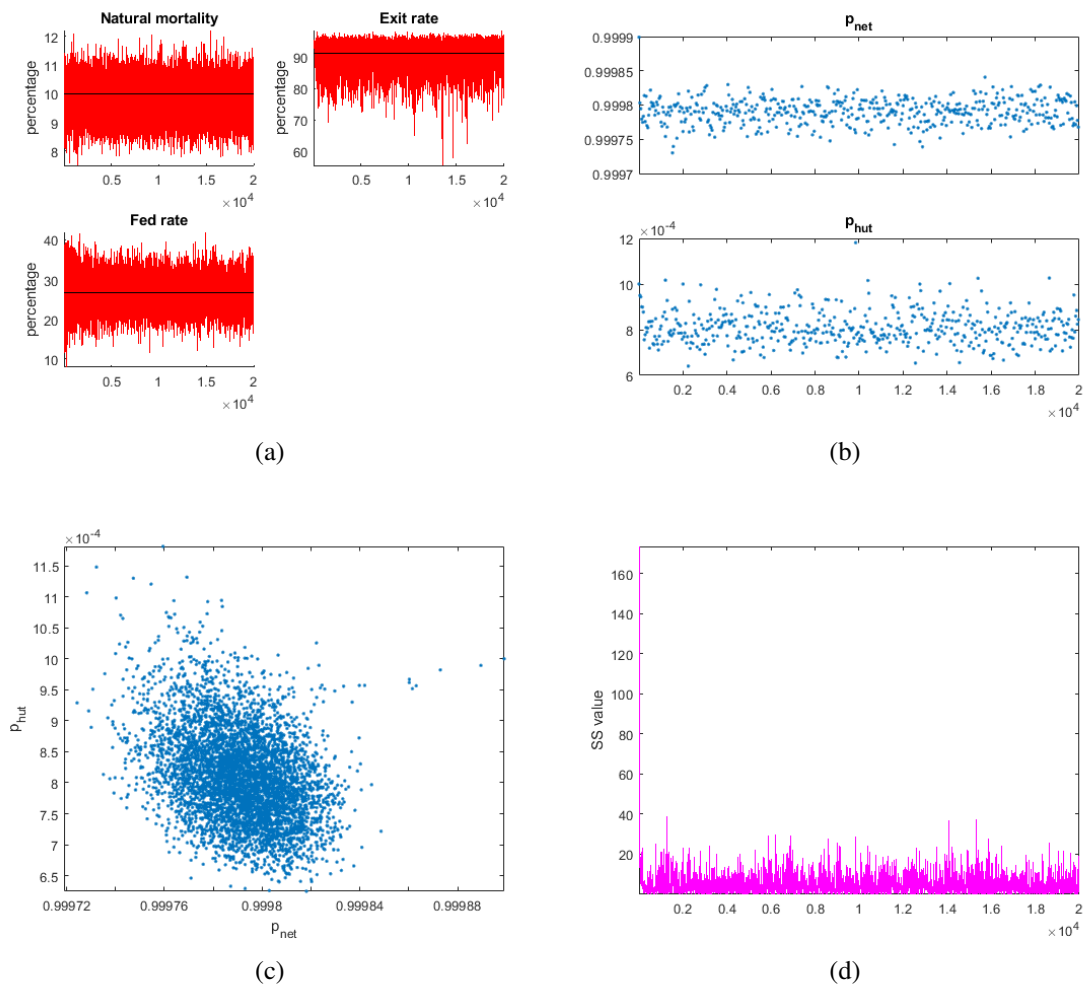 Natural mortality
12
11
10
9
8
percentage
0.5 1 1.5 2
×10^4
Exit rate
90
80
70
60
percentage
0.5 1 1.5 2
×10^4
Fed rate
40
30
20
10
percentage
0.5 1 1.5 2
×10^4
(a)
p_net
0.9999
0.99985
0.9998
0.99975
0.9997
p_hut
×10^-4
12
10
8
6
0.2 0.4 0.6 0.8 1 1.2 1.4 1.6 1.8 2
×10^4
(b)
×10^-4
11.5
11
10.5
10
9.5
9
8.5
8
7.5
7
6.5
p_hut
0.99972 0.99976 0.9998 0.99984 0.99988
p_net
(c)
160
140
120
100
80
60
40
20
SS value
0.2 0.4 0.6 0.8 1 1.2 1.4 1.6 1.8 2
×10^4
(d)